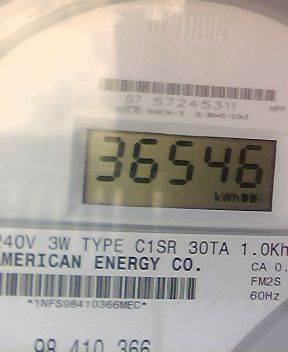 07 57245311
36546
kWh
240V 3W TYPE C1SR 30TA 1.0Kh
AMERICAN ENERGY CO.
CA 0.
FM2S
60Hz
*1NFS98410366MEC*
98 410 366